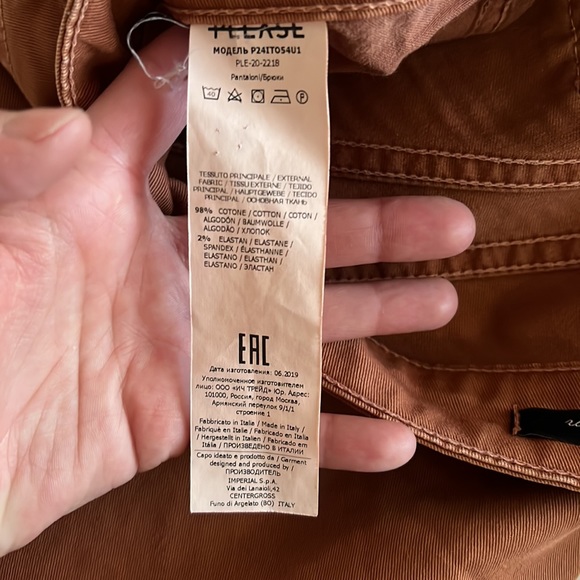 PLEASE
МОДЕЛЬ P24IT054U1
PLE-20-221B
Pantaloni/Брюки
40
P
TESSUTO PRINCIPALE / EXTERNAL
FABRIC / TISSU EXTERNE / TEJIDO
PRINCIPAL / HAUPTGEWEBE / TECIDO
PRINCIPAL / ОСНОВНАЯ ТКАНЬ
98% COTONE / COTTON / COTON /
ALGODÓN / BAUMWOLLE /
ALGODÃO / ХЛОПОК
2% ELASTAN / ELASTANE /
SPANDEX / ÉLASTHANNE /
ELASTANO / ELASTHAN /
ELASTANO / ЭЛАСТАН
EAC
Дата изготовления: 06.2019
Уполномоченное изготовителем
лицо: ООО «ИЧ ТРЕЙД» Юр. Адрес:
101000, Россия, город Москва,
Армянский переулок 9/1/1
строение 1
Fabbricato in Italia / Made in Italy /
Fabriqué en Italie / Fabricado en Italia
/ Hergestellt in Italien / Fabricado em
Itália / ПРОИЗВЕДЕНО В ИТАЛИИ
Capo ideato e prodotto da / Garment
designed and produced by /
ПРОИЗВОДИТЕЛЬ
IMPERIAL S.p.A.
Via dei Lanaioli,42
CENTERGROSS
Funo di Argelato (BO) ITALY